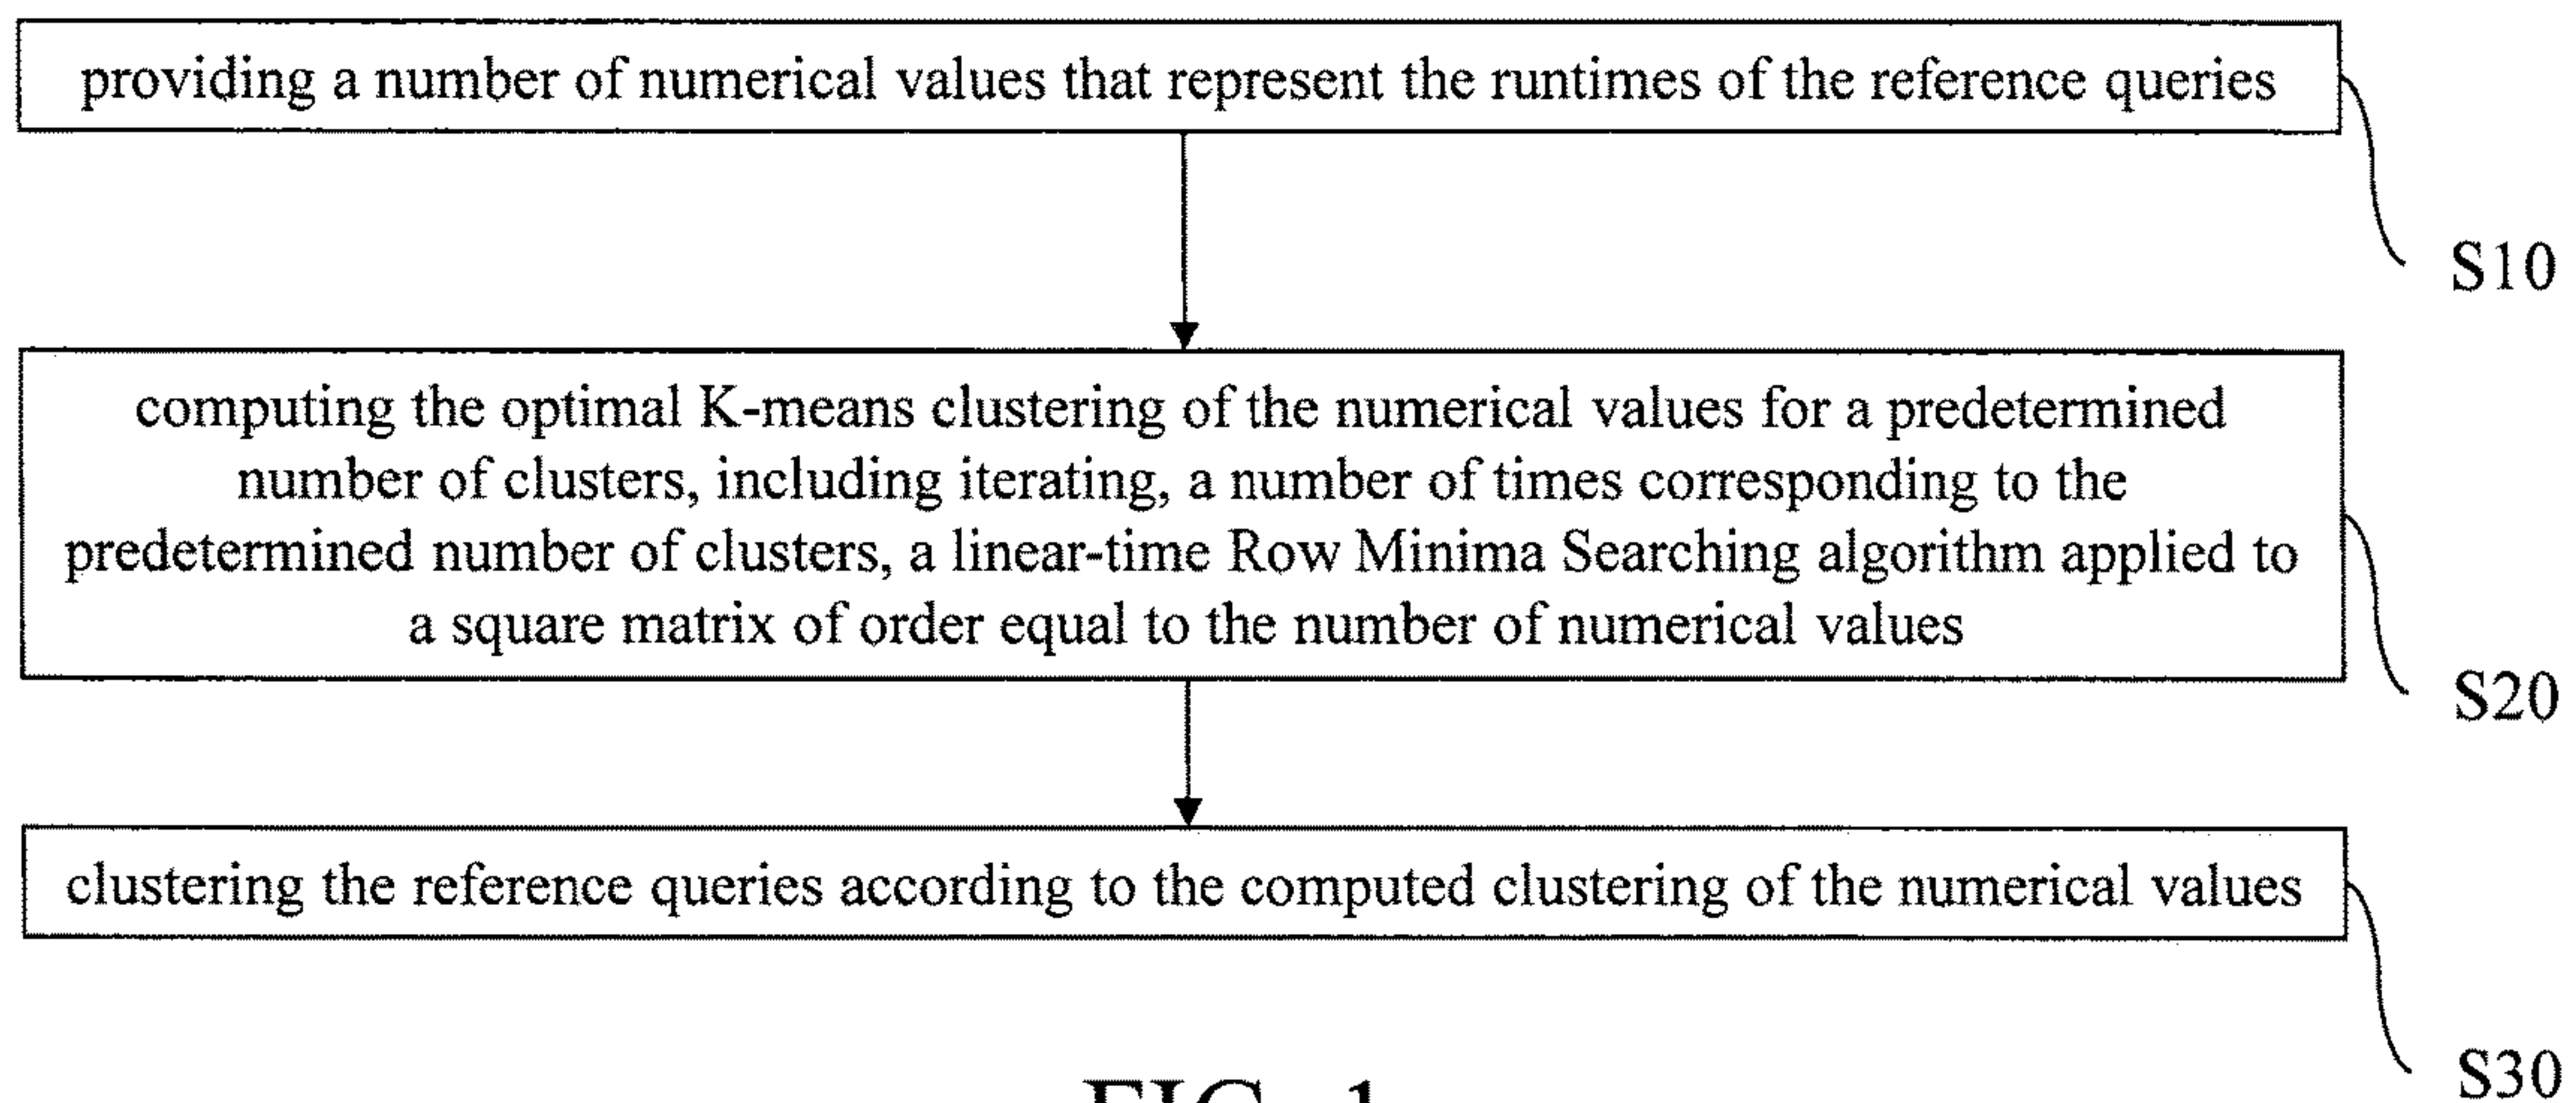 providing a number of numerical values that represent the runtimes of the reference queries
S10
computing the optimal K-means clustering of the numerical values for a predetermined
number of clusters, including iterating, a number of times corresponding to the
predetermined number of clusters, a linear-time Row Minima Searching algorithm applied to
a square matrix of order equal to the number of numerical values
S20
clustering the reference queries according to the computed clustering of the numerical values
S30
FIG. 1